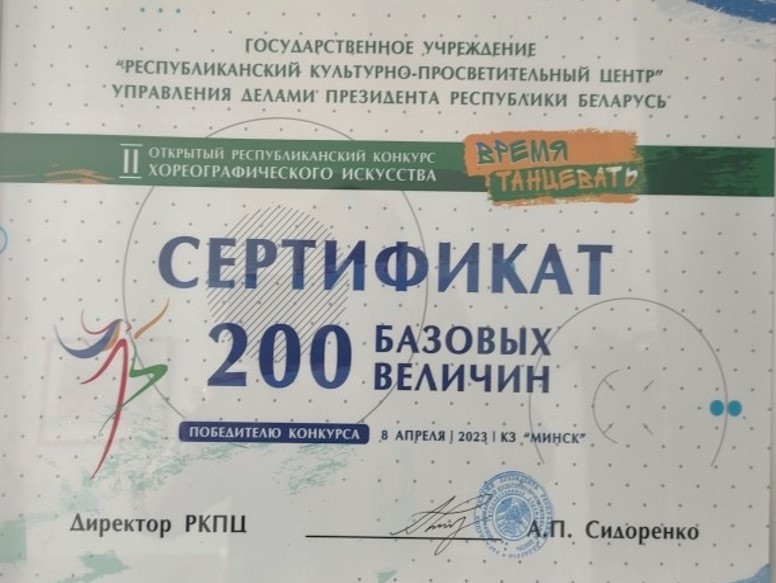 ГОСУДАРСТВЕННОЕ УЧРЕЖДЕНИЕ
"РЕСПУБЛИКАНСКИЙ КУЛЬТУРНО-ПРОСВЕТИТЕЛЬНЫЙ ЦЕНТР"
УПРАВЛЕНИЯ ДЕЛАМИ ПРЕЗИДЕНТА РЕСПУБЛИКИ БЕЛАРУСЬ
II ОТКРЫТЫЙ РЕСПУБЛИКАНСКИЙ КОНКУРС
ХОРЕОГРАФИЧЕСКОГО ИСКУССТВА
ВРЕМЯ
ТАНЦЕВАТЬ
СЕРТИФИКАТ
200 БАЗОВЫХ
ВЕЛИЧИН
ПОБЕДИТЕЛЮ КОНКУРСА 8 АПРЕЛЯ | 2023 | КЗ "МИНСК"
Директор РКПЦ А.П. Сидоренко